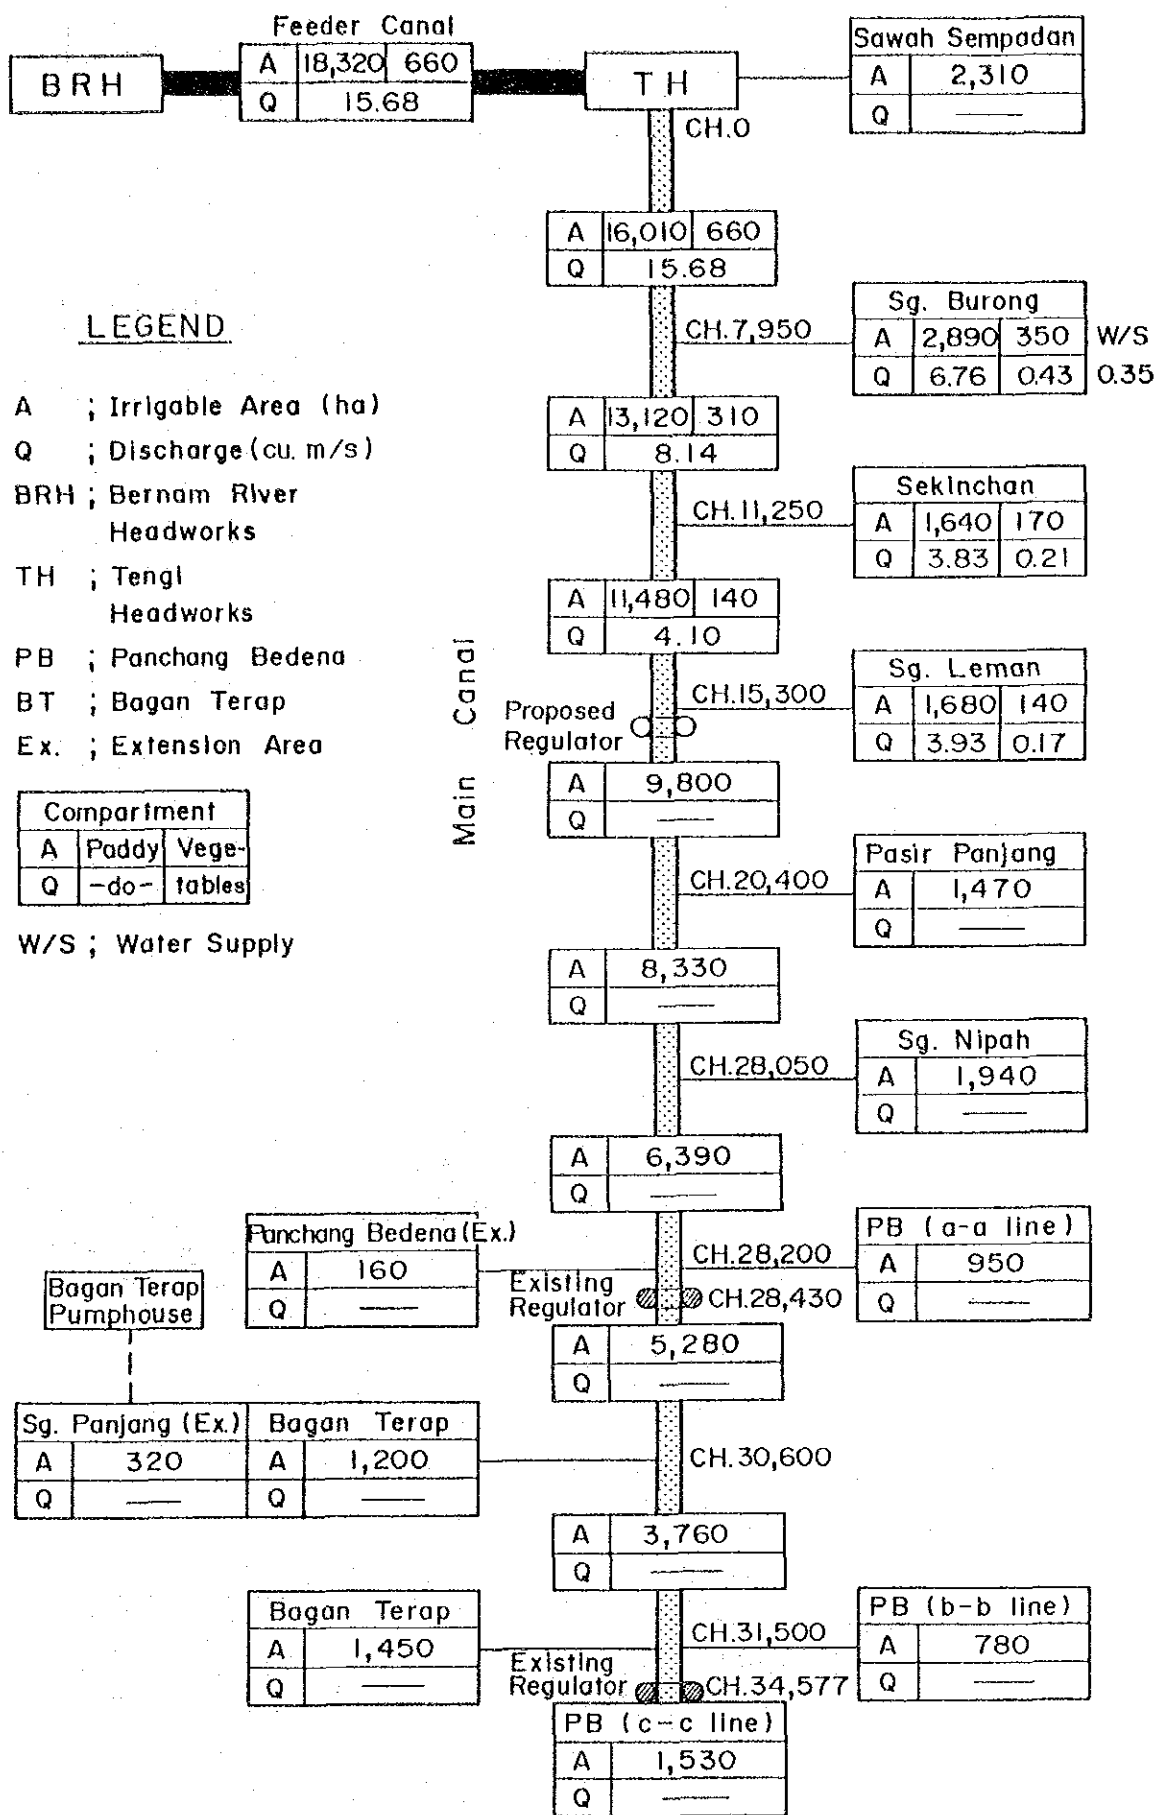 Feeder Canal
BRH
A 18,320 660
Q 15.68
TH
Sawah Sempadan
A 2,310
Q —
CH.0
A 16,010 660
Q 15.68
LEGEND
A ; Irrigable Area (ha)
Q ; Discharge (cu. m/s)
BRH ; Bernam River
Headworks
TH ; Tengi
Headworks
PB ; Panchang Bedena
BT ; Bagan Terap
Ex. ; Extension Area
Compartment
A Paddy Vege-
Q -do- tables
W/S ; Water Supply
CH.7,950
Sg. Burong
A 2,890 350 W/S
Q 6.76 0.43 0.35
A 13,120 310
Q 8.14
CH.11,250
Sekinchan
A 1,640 170
Q 3.83 0.21
A 11,480 140
Q 4.10
Main Canal
CH.15,300
Proposed
Regulator
Sg. Leman
A 1,680 140
Q 3.93 0.17
A 9,800
Q —
CH.20,400
Pasir Panjang
A 1,470
Q —
A 8,330
Q —
CH.28,050
Sg. Nipah
A 1,940
Q —
A 6,390
Q —
Panchang Bedena (Ex.)
A 160
Q —
CH.28,200
PB (a-a line)
A 950
Q —
Existing
Regulator
CH.28,430
Bagan Terap
Pumphouse
A 5,280
Q —
Sg. Panjang (Ex.)
A 320
Q —
Bagan Terap
A 1,200
Q —
CH.30,600
A 3,760
Q —
Bagan Terap
A 1,450
Q —
CH.31,500
PB (b-b line)
A 780
Q —
Existing
Regulator
CH.34,577
PB (c-c line)
A 1,530
Q —